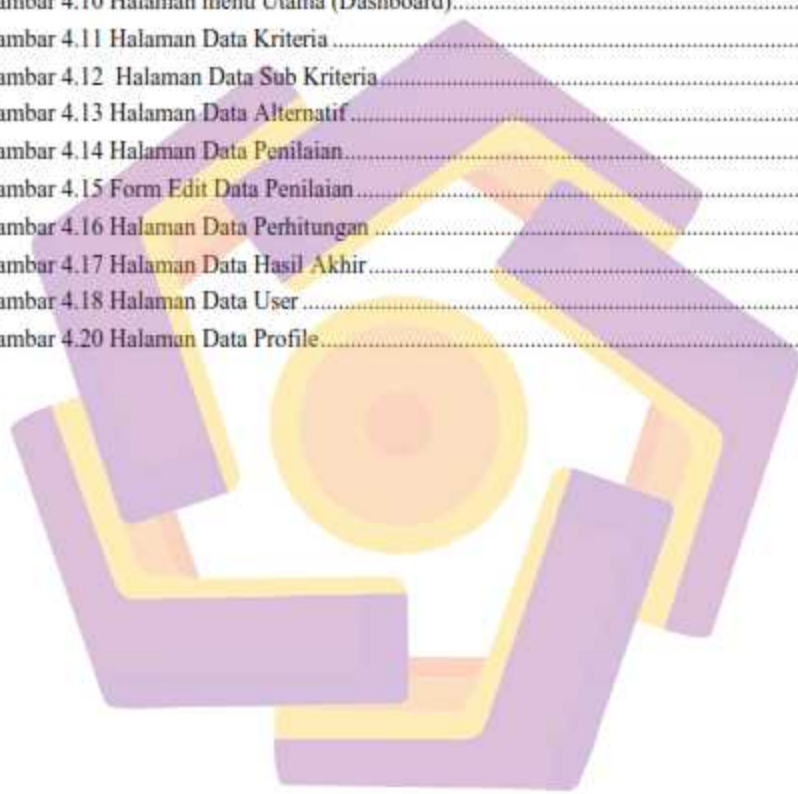 ambar 4.10 Halaman menu Utama (Dashboard)..............................
ambar 4.11 Halaman Data Kriteria..............................
ambar 4.12 Halaman Data Sub Kriteria..............................
ambar 4.13 Halaman Data Alternatif..............................
ambar 4.14 Halaman Data Penilaian..............................
ambar 4.15 Form Edit Data Penilaian..............................
ambar 4.16 Halaman Data Perhitungan..............................
ambar 4.17 Halaman Data Hasil Akhir..............................
ambar 4.18 Halaman Data User..............................
ambar 4.20 Halaman Data Profile..............................